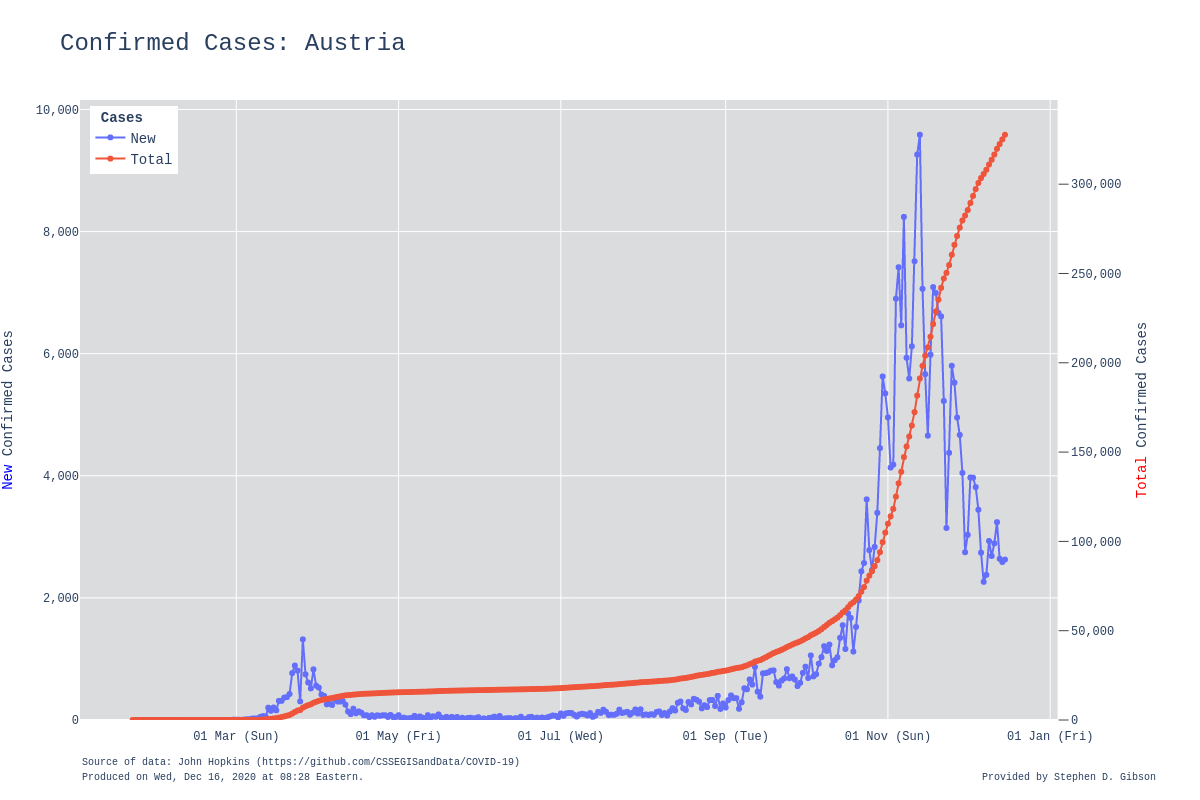 Confirmed Cases: Austria
Cases
New
Total
10,000
8,000
6,000
4,000
2,000
0
300,000
250,000
200,000
150,000
100,000
50,000
0
New Confirmed Cases
Total Confirmed Cases
01 Mar (Sun)
01 May (Fri)
01 Jul (Wed)
01 Sep (Tue)
01 Nov (Sun)
01 Jan (Fri)
Source of data: John Hopkins (https://github.com/CSSEGISandData/COVID-19)
Produced on Wed, Dec 16, 2020 at 08:28 Eastern.
Provided by Stephen D. Gibson